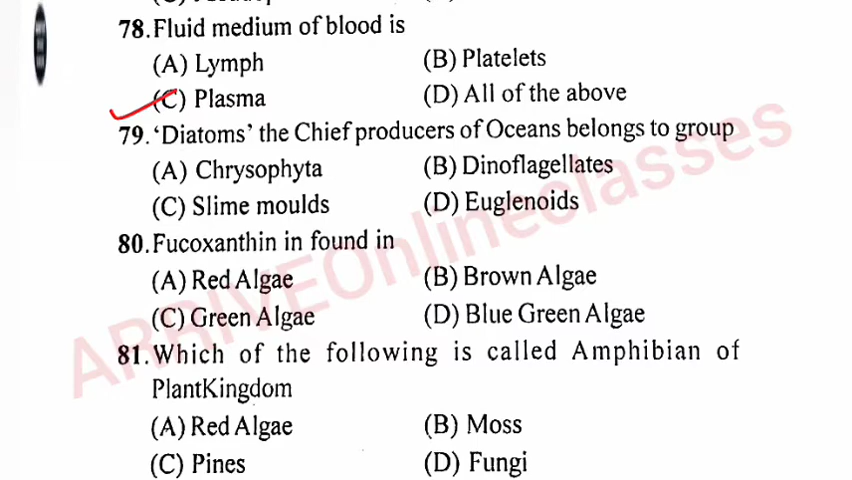 78. Fluid medium of blood is
(A) Lymph (B) Platelets
(C) Plasma (D) All of the above
79. ‘Diatoms’ the Chief producers of Oceans belongs to group
(A) Chrysophyta (B) Dinoflagellates
(C) Slime moulds (D) Euglenoids
80. Fucoxanthin in found in
(A) Red Algae (B) Brown Algae
(C) Green Algae (D) Blue Green Algae
81. Which of the following is called Amphibian of
PlantKingdom
(A) Red Algae (B) Moss
(C) Pines (D) Fungi
ARRIVEOnlineclasses